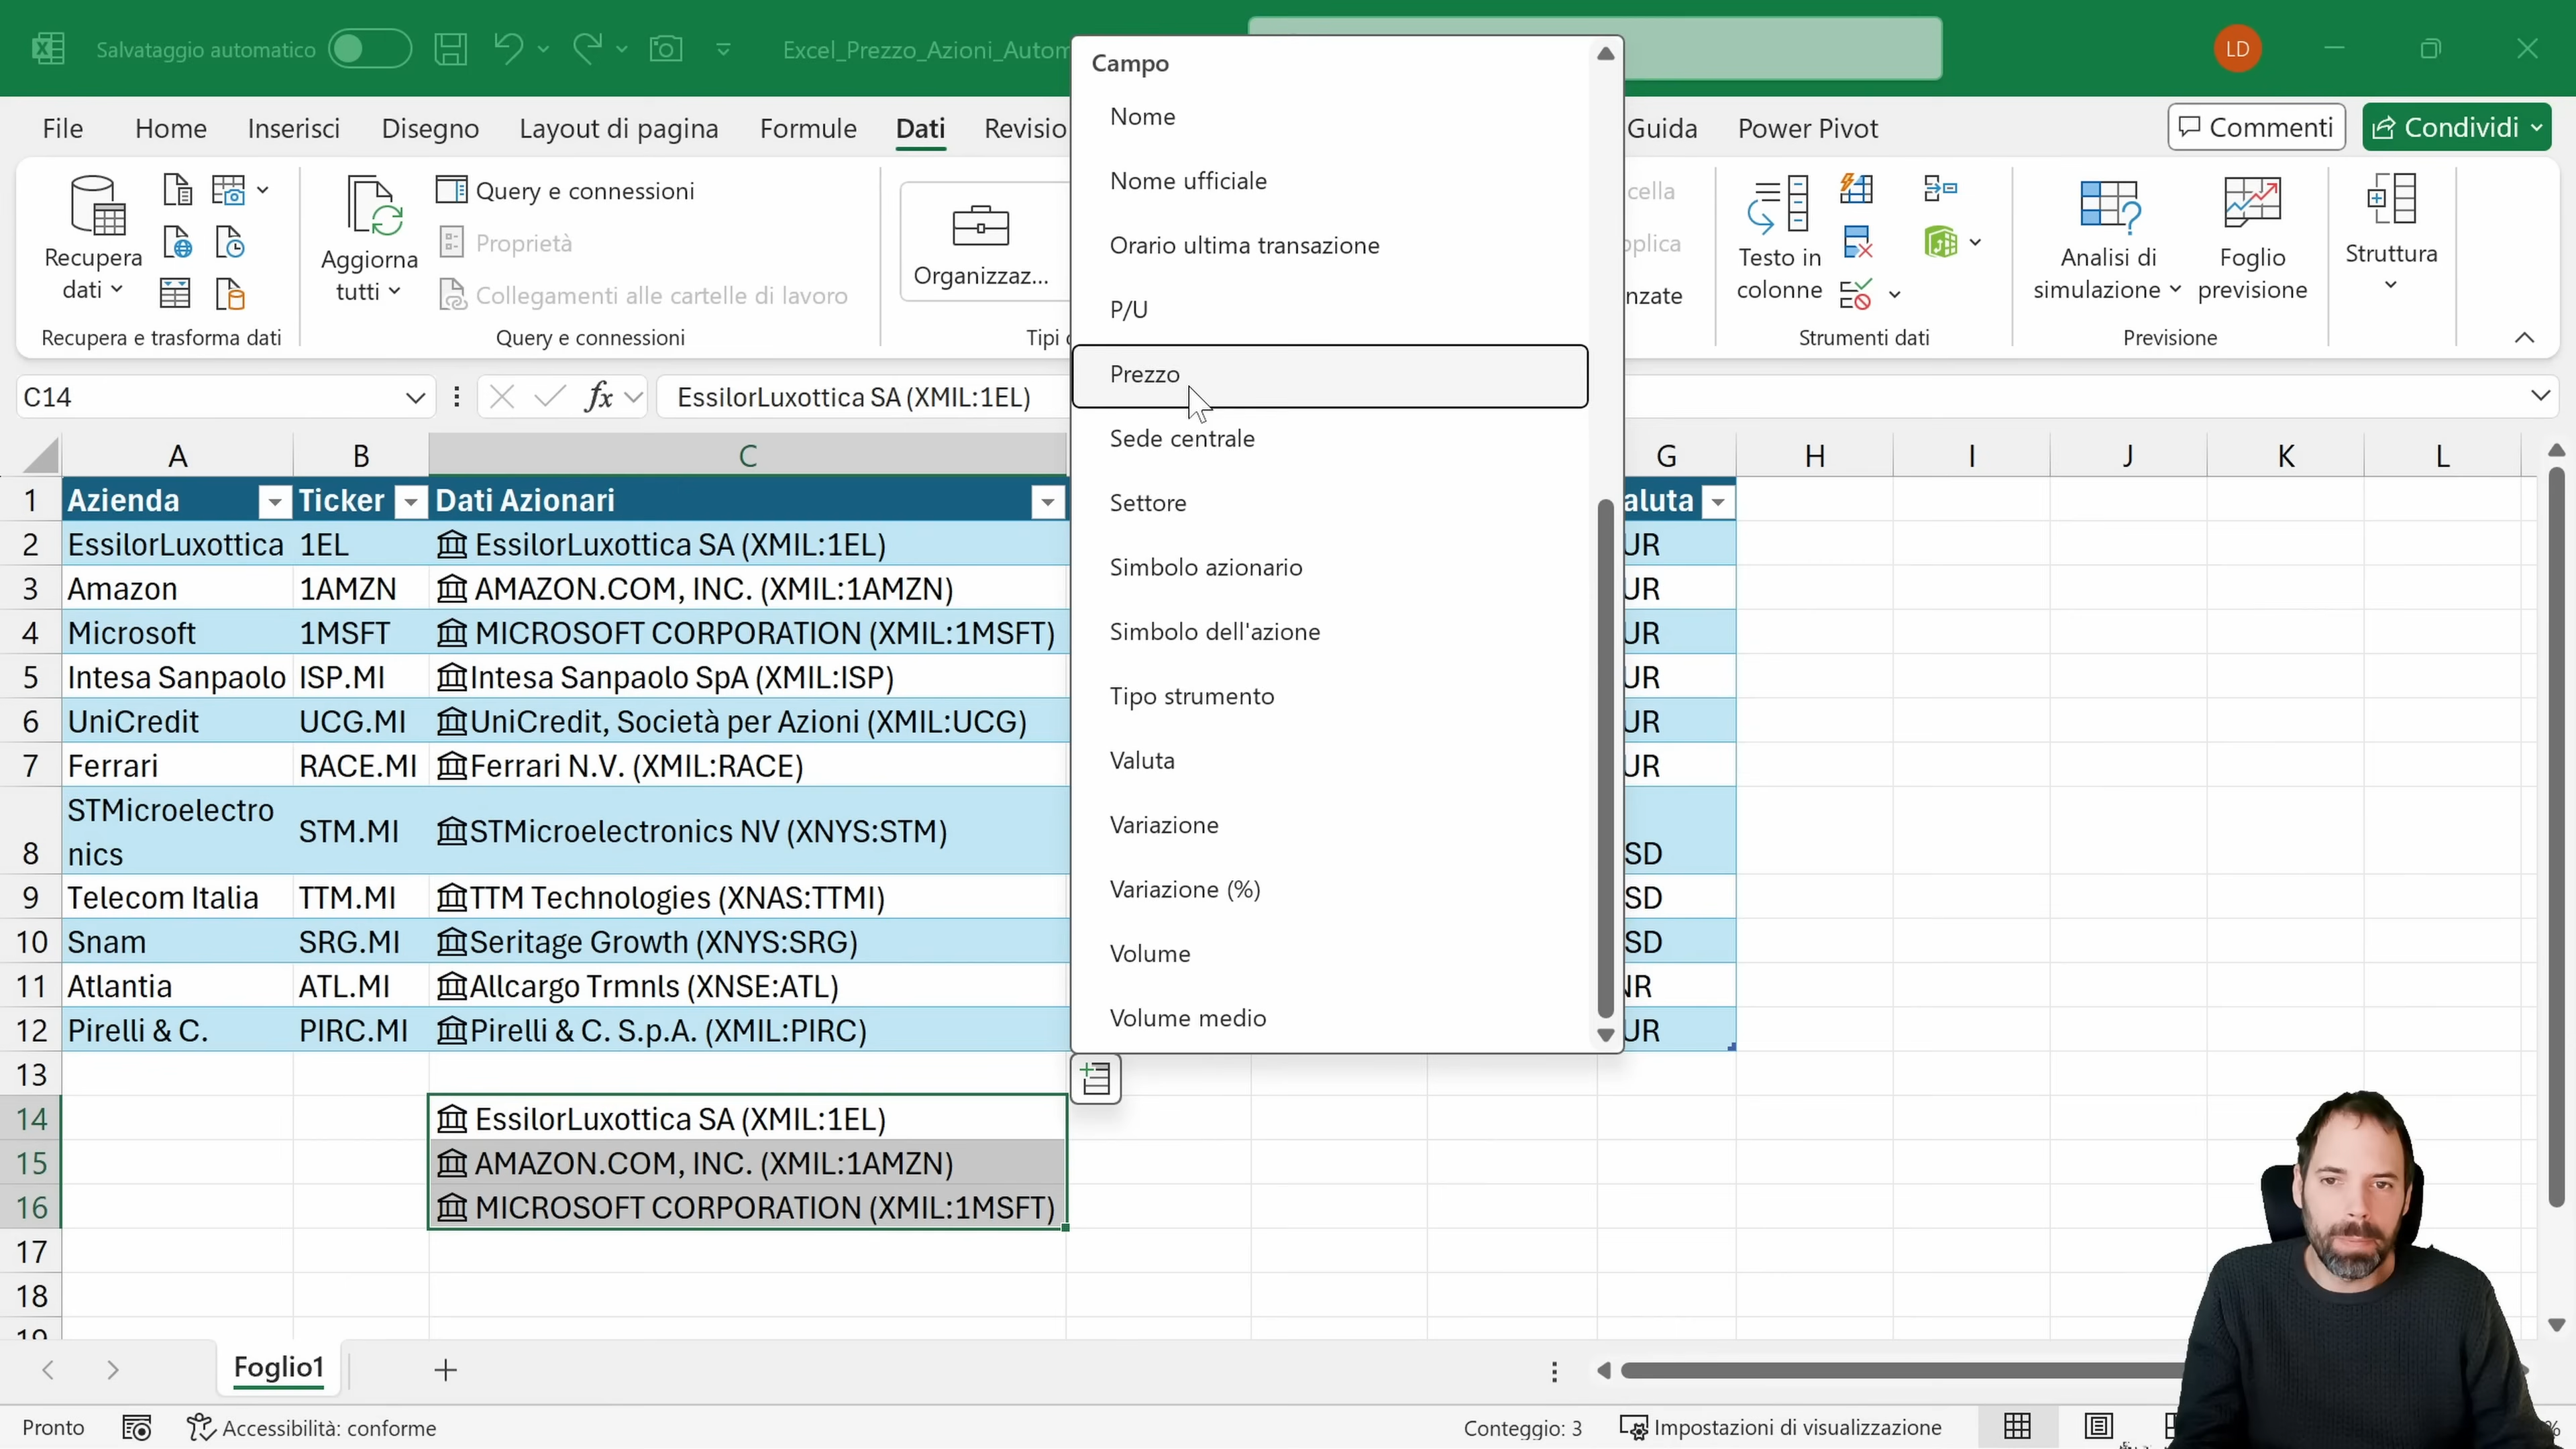 Salvataggio automatico
Excel_Prezzo_Azioni_Autom
LD
File Home Inserisci Disegno Layout di pagina Formule Dati Revisio Guida Power Pivot Commenti Condividi
Recupera dati
Aggiorna tutti
Query e connessioni
Proprietà
Collegamenti alle cartelle di lavoro
Organizzaz...
cella
pplica
nzate
Testo in colonne
Analisi di simulazione
Foglio previsione
Struttura
Recupera e trasforma dati Query e connessioni Tipi Strumenti dati Previsione
C14 fx EssilorLuxottica SA (XMIL:1EL)
Campo
Nome
Nome ufficiale
Orario ultima transazione
P/U
Prezzo
Sede centrale
Settore
Simbolo azionario
Simbolo dell'azione
Tipo strumento
Valuta
Variazione
Variazione (%)
Volume
Volume medio
A B C G H I J K L
1 Azienda Ticker Dati Azionari aluta
2 EssilorLuxottica 1EL EssilorLuxottica SA (XMIL:1EL) UR
3 Amazon 1AMZN AMAZON.COM, INC. (XMIL:1AMZN) UR
4 Microsoft 1MSFT MICROSOFT CORPORATION (XMIL:1MSFT) UR
5 Intesa Sanpaolo ISP.MI Intesa Sanpaolo SpA (XMIL:ISP) UR
6 UniCredit UCG.MI UniCredit, Società per Azioni (XMIL:UCG) UR
7 Ferrari RACE.MI Ferrari N.V. (XMIL:RACE) UR
8 STMicroelectro
nics STM.MI STMicroelectronics NV (XNYS:STM) SD
9 Telecom Italia TTM.MI TTM Technologies (XNAS:TTMI) SD
10 Snam SRG.MI Seritage Growth (XNYS:SRG) SD
11 Atlantia ATL.MI Allcargo Trmnls (XNSE:ATL) NR
12 Pirelli & C. PIRC.MI Pirelli & C. S.p.A. (XMIL:PIRC) UR
13
14 EssilorLuxottica SA (XMIL:1EL)
15 AMAZON.COM, INC. (XMIL:1AMZN)
16 MICROSOFT CORPORATION (XMIL:1MSFT)
17
18
19
Foglio1
Pronto Accessibilità: conforme Conteggio: 3 Impostazioni di visualizzazione %